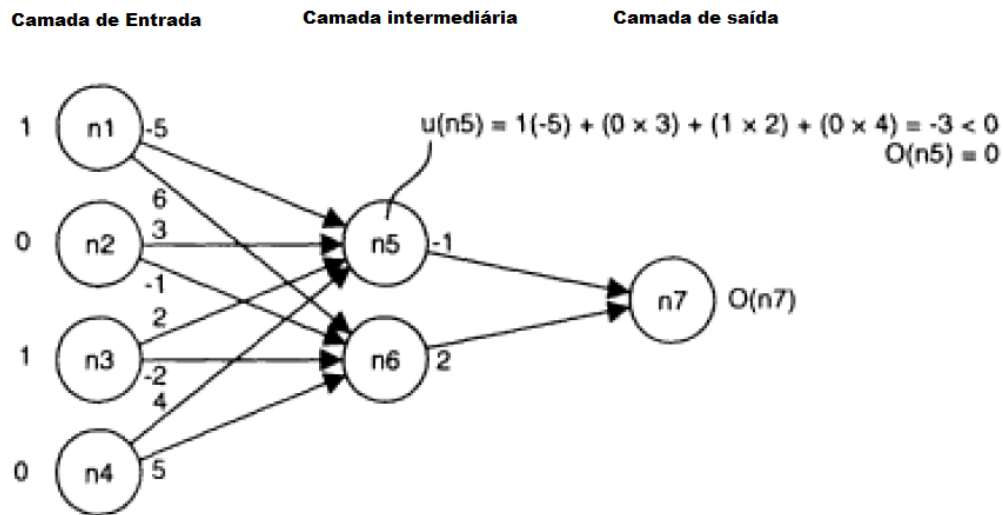 Camada de Entrada
Camada intermediária
Camada de saída
1
n1
-5
6
0
n2
3
-1
1
n3
2
-2
0
n4
4
5
u(n5) = 1(-5) + (0 x 3) + (1 x 2) + (0 x 4) = -3 < 0
O(n5) = 0
n5
-1
n6
2
n7
O(n7)